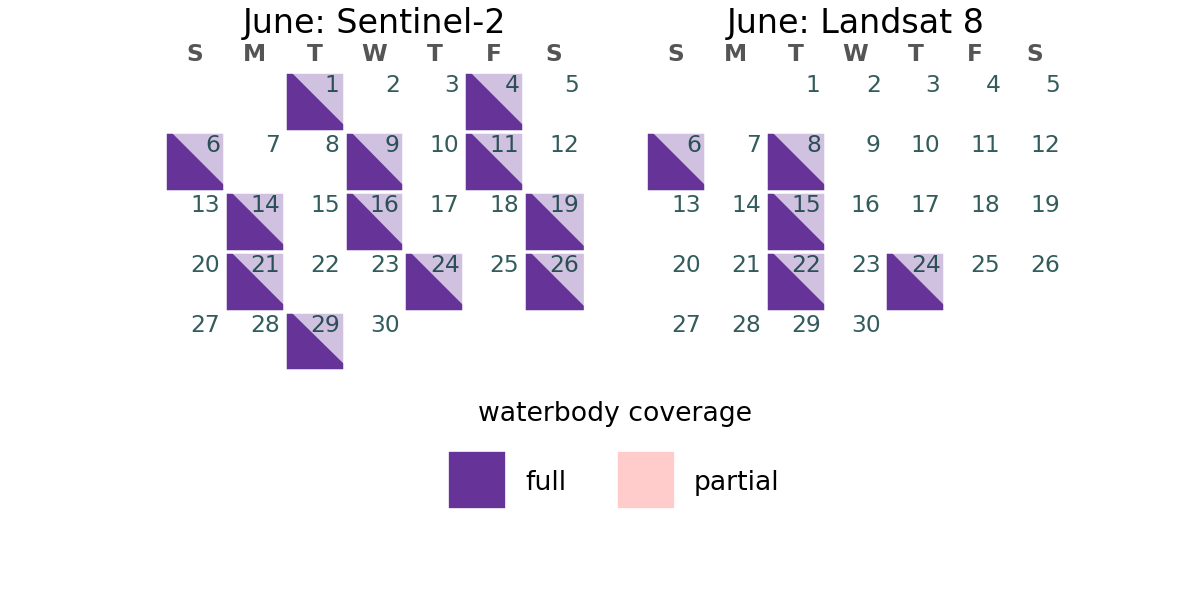 June: Sentinel-2
S M T W T F S
1 2 3 4 5
6 7 8 9 10 11 12
13 14 15 16 17 18 19
20 21 22 23 24 25 26
27 28 29 30
June: Landsat 8
S M T W T F S
1 2 3 4 5
6 7 8 9 10 11 12
13 14 15 16 17 18 19
20 21 22 23 24 25 26
27 28 29 30
waterbody coverage
full partial